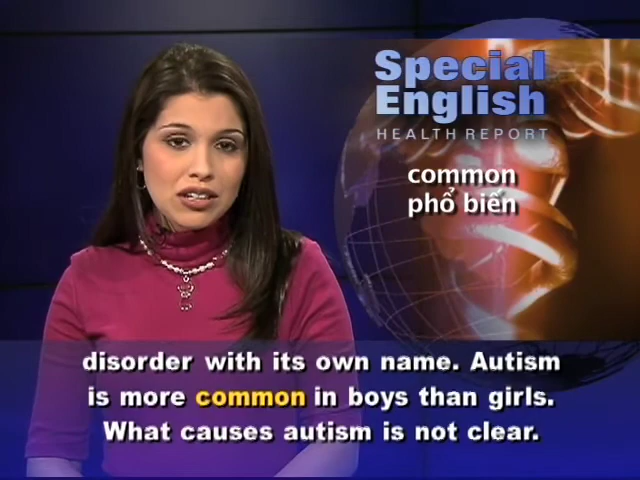 Special
English
HEALTH REPORT
common
phổ biến
disorder with its own name. Autism
is more common in boys than girls.
What causes autism is not clear.